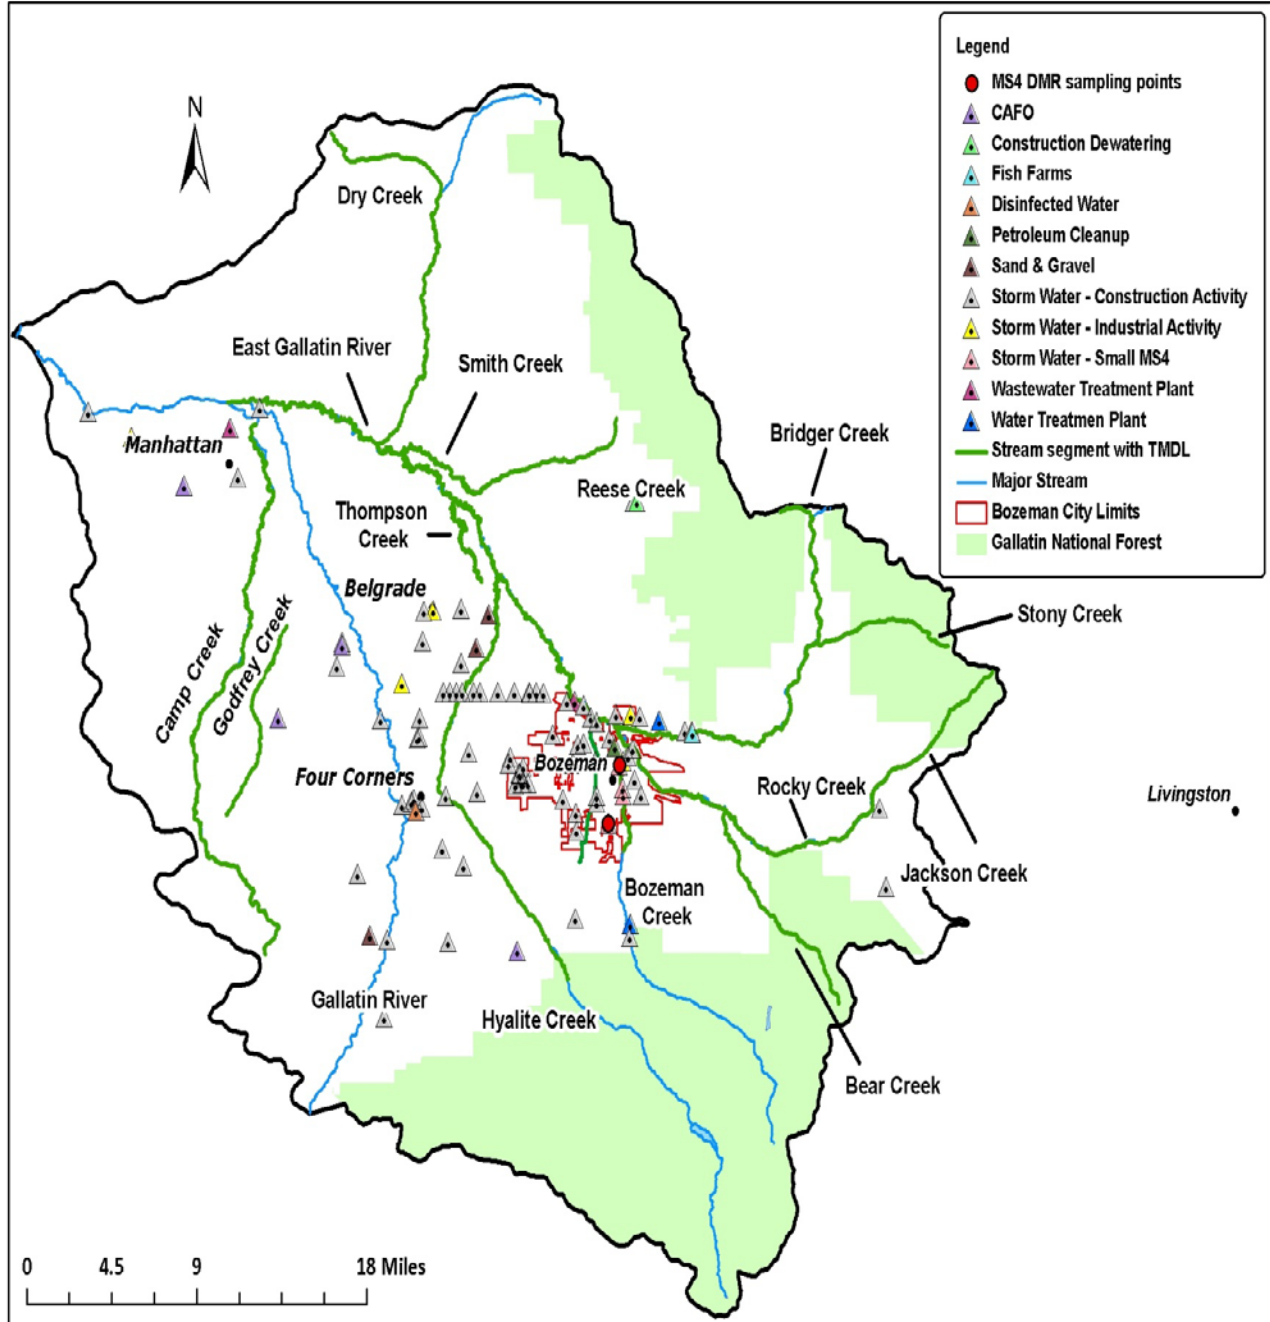 Legend
MS4 DMR sampling points
CAFO
Construction Dewatering
Fish Farms
Disinfected Water
Petroleum Cleanup
Sand & Gravel
Storm Water - Construction Activity
Storm Water - Industrial Activity
Storm Water - Small MS4
Wastewater Treatment Plant
Water Treatmen Plant
Stream segment with TMDL
Major Stream
Bozeman City Limits
Gallatin National Forest
N
Dry Creek
East Gallatin River
Smith Creek
Manhattan
Bridger Creek
Reese Creek
Thompson
Creek
Belgrade
Stony Creek
Camp Creek
Godfrey Creek
Four Corners
Bozeman
Rocky Creek
Livingston
Jackson Creek
Bozeman
Creek
Gallatin River
Hyalite Creek
Bear Creek
0
4.5
9
18 Miles